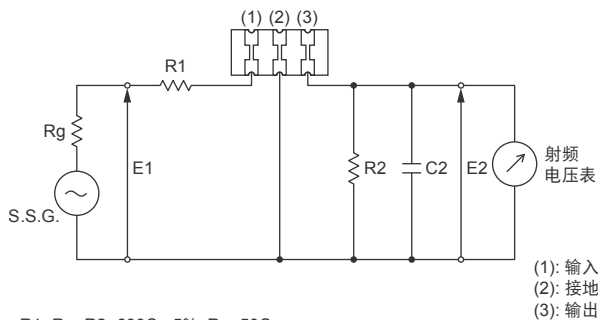 (1) (2) (3)
R1
Rg
E1
R2
C2
E2
射频
电压表
S.S.G.
(1): 输入
(2): 接地
(3): 输出